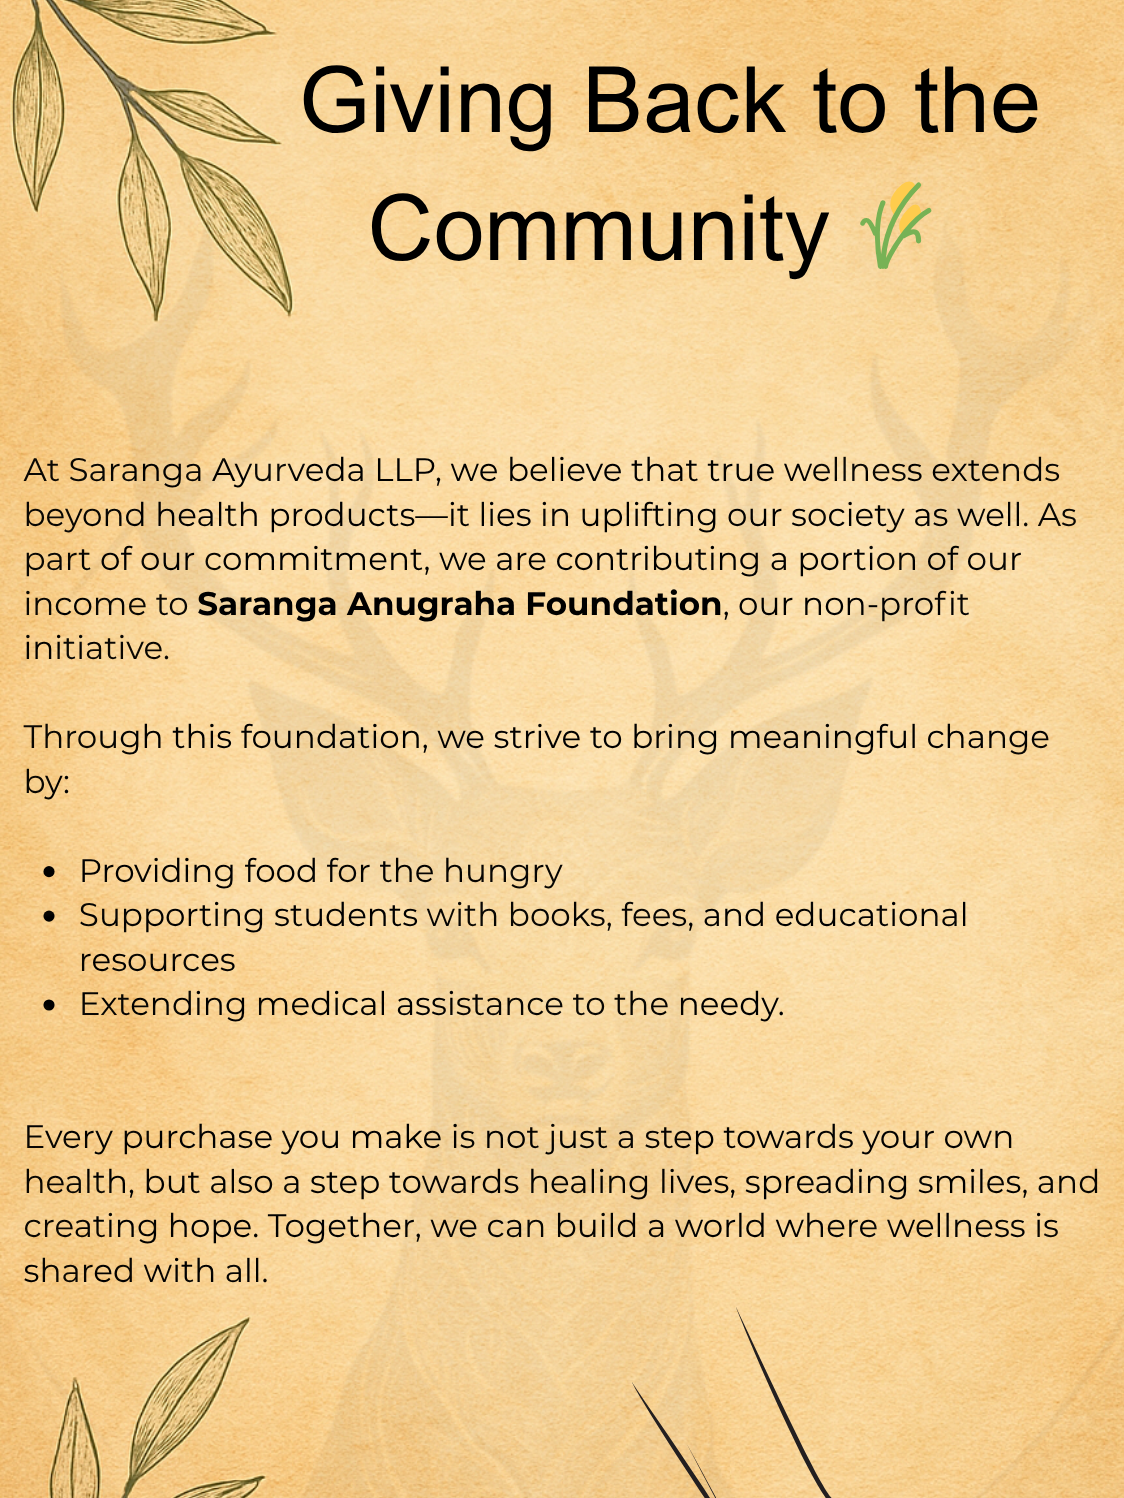 Giving Back to the
Community 🌾
At Saranga Ayurveda LLP, we believe that true wellness extends
beyond health products—it lies in uplifting our society as well. As
part of our commitment, we are contributing a portion of our
income to Saranga Anugraha Foundation, our non-profit
initiative.
Through this foundation, we strive to bring meaningful change
by:
• Providing food for the hungry
• Supporting students with books, fees, and educational
resources
• Extending medical assistance to the needy.
Every purchase you make is not just a step towards your own
health, but also a step towards healing lives, spreading smiles, and
creating hope. Together, we can build a world where wellness is
shared with all.